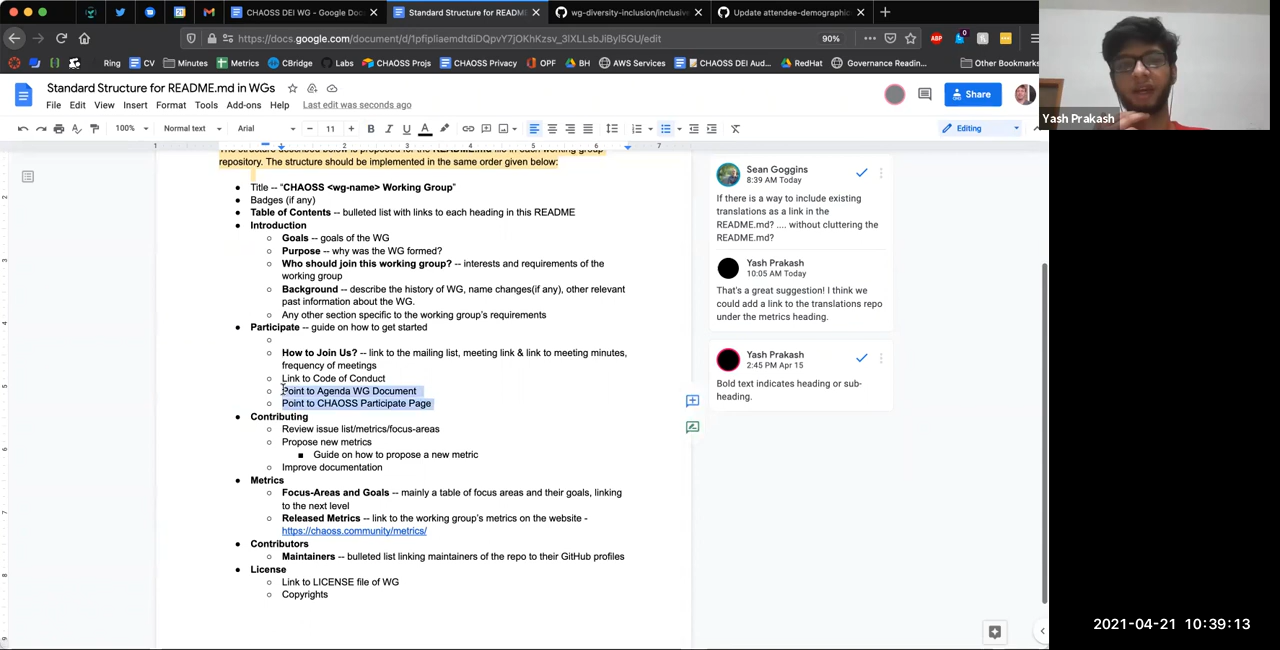 CHAOSS DEI WG - Google Doc
Standard Structure for README
wg-diversity-inclusion/inclusive
Update attendee-demographic
https://docs.google.com/document/d/1pfipIiaemdtdiDQpvY7jOKhKzsv_3IXLLsbJiByl5GU/edit
90%
ABP
Ring
CV
Minutes
Metrics
CBridge
Labs
CHAOSS Projs
CHAOSS Privacy
OPF
BH
AWS Services
CHAOSS DEI Aud...
RedHat
Governance Readin...
Other Bookmarks
Yash Prakash
Standard Structure for README.md in WGs
File Edit View Insert Format Tools Add-ons Help Last edit was seconds ago
Share
100% Normal text Arial 11 B I U A Editing
repository. The structure should be implemented in the same order given below:
● Title -- "CHAOSS <wg-name> Working Group"
● Badges (if any)
● Table of Contents -- bulleted list with links to each heading in this README
● Introduction
○ Goals -- goals of the WG
○ Purpose -- why was the WG formed?
○ Who should join this working group? -- interests and requirements of the
working group
○ Background -- describe the history of WG, name changes(if any), other relevant
past information about the WG.
○ Any other section specific to the working group's requirements
● Participate -- guide on how to get started
○
○ How to Join Us? -- link to the mailing list, meeting link & link to meeting minutes,
frequency of meetings
○ Link to Code of Conduct
○ Point to Agenda WG Document
○ Point to CHAOSS Participate Page
● Contributing
○ Review issue list/metrics/focus-areas
○ Propose new metrics
■ Guide on how to propose a new metric
○ Improve documentation
● Metrics
○ Focus-Areas and Goals -- mainly a table of focus areas and their goals, linking
to the next level
○ Released Metrics -- link to the working group's metrics on the website -
https://chaoss.community/metrics/
● Contributors
○ Maintainers -- bulleted list linking maintainers of the repo to their GitHub profiles
● License
○ Link to LICENSE file of WG
○ Copyrights
Sean Goggins
8:39 AM Today
If there is a way to include existing
translations as a link in the
README.md? .... without cluttering the
README.md?
Yash Prakash
10:05 AM Today
That's a great suggestion! I think we
could add a link to the translations repo
under the metrics heading.
Yash Prakash
2:45 PM Apr 15
Bold text indicates heading or sub-
heading.
2021-04-21 10:39:13